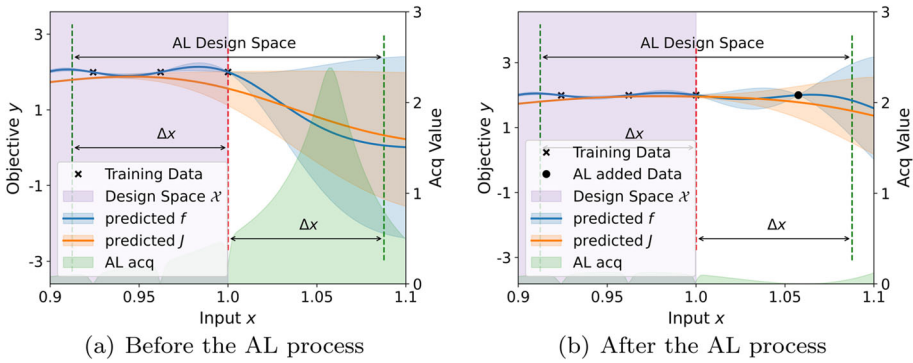 AL Design Space
Δx
Δx
Training Data
Design Space 𝒳
predicted f
predicted J
AL acq
3
1
-1
-3
Objective y
0.9
0.95
1.0
1.05
1.1
Input x
3
2
1
0
Acq Value
(a) Before the AL process
AL Design Space
Δx
Δx
Training Data
AL added Data
Design Space 𝒳
predicted f
predicted J
AL acq
3
1
-1
-3
Objective y
0.9
0.95
1.0
1.05
1.1
Input x
3
2
1
0
Acq Value
(b) After the AL process